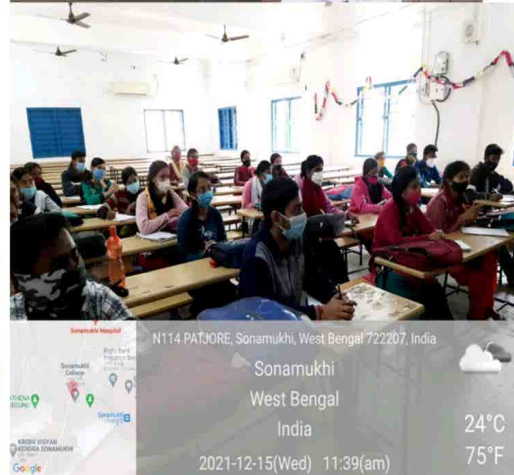 N114 PATJORE, Sonamukhi, West Bengal 722207, India
Sonamukhi
West Bengal
India
2021-12-15(Wed) 11:39(am)
24°C
75°F
Sonamukhi Hospital
Sonamukhi
College
KRISHI VIGYAN
KENDRA SONAMUKHI
Google